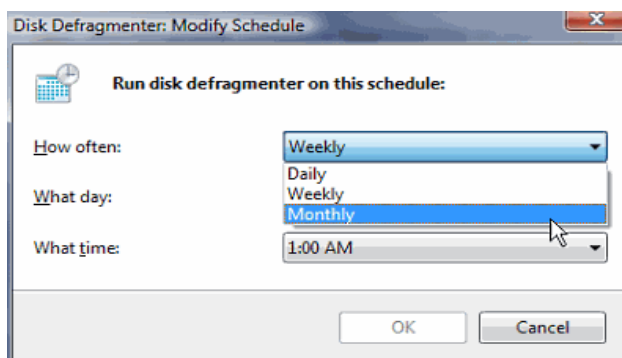 Disk Defragmenter: Modify Schedule
Run disk defragmenter on this schedule:
How often: Weekly
Daily
What day: Weekly
Monthly
What time: 1:00 AM
OK Cancel